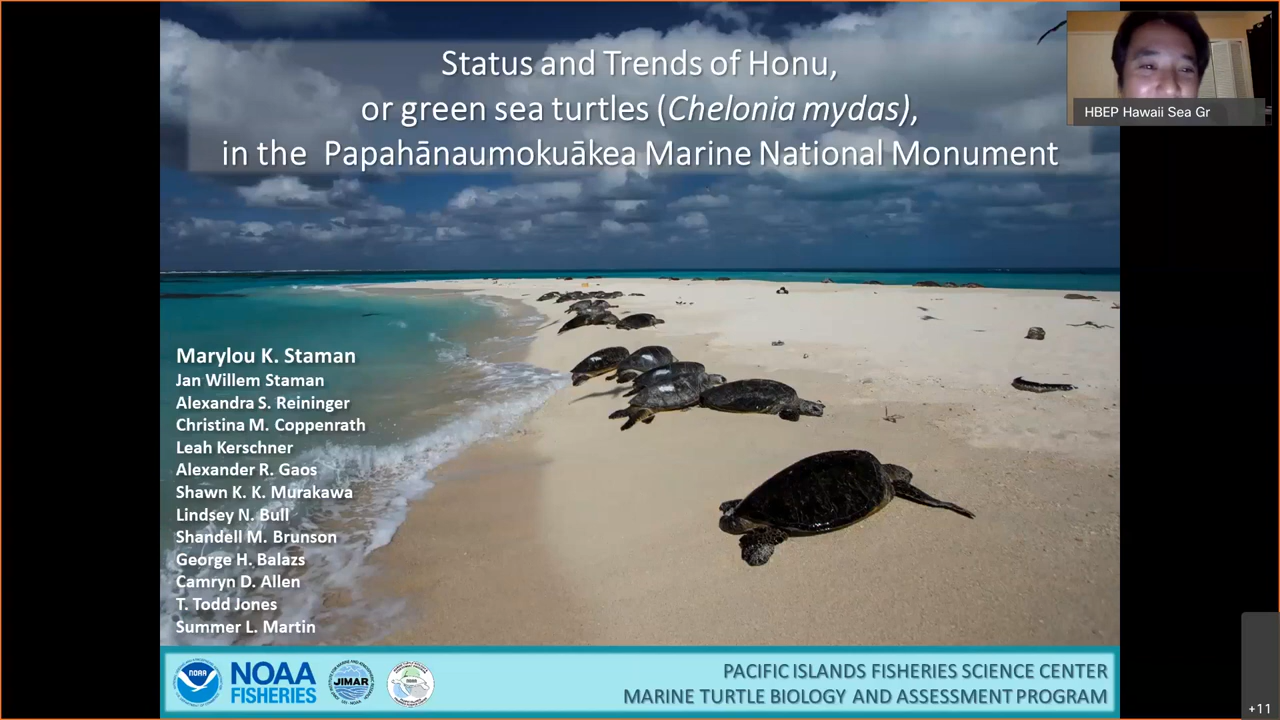 Status and Trends of Honu,
or green sea turtles (Chelonia mydas),
in the Papahānaumokuākea Marine National Monument
HBEP Hawaii Sea Gr
Marylou K. Staman
Jan Willem Staman
Alexandra S. Reininger
Christina M. Coppenrath
Leah Kerschner
Alexander R. Gaos
Shawn K. K. Murakawa
Lindsey N. Bull
Shandell M. Brunson
George H. Balazs
Camryn D. Allen
T. Todd Jones
Summer L. Martin
NOAA
NOAA
FISHERIES
JIMAR
PACIFIC ISLANDS FISHERIES SCIENCE CENTER
MARINE TURTLE BIOLOGY AND ASSESSMENT PROGRAM
+11